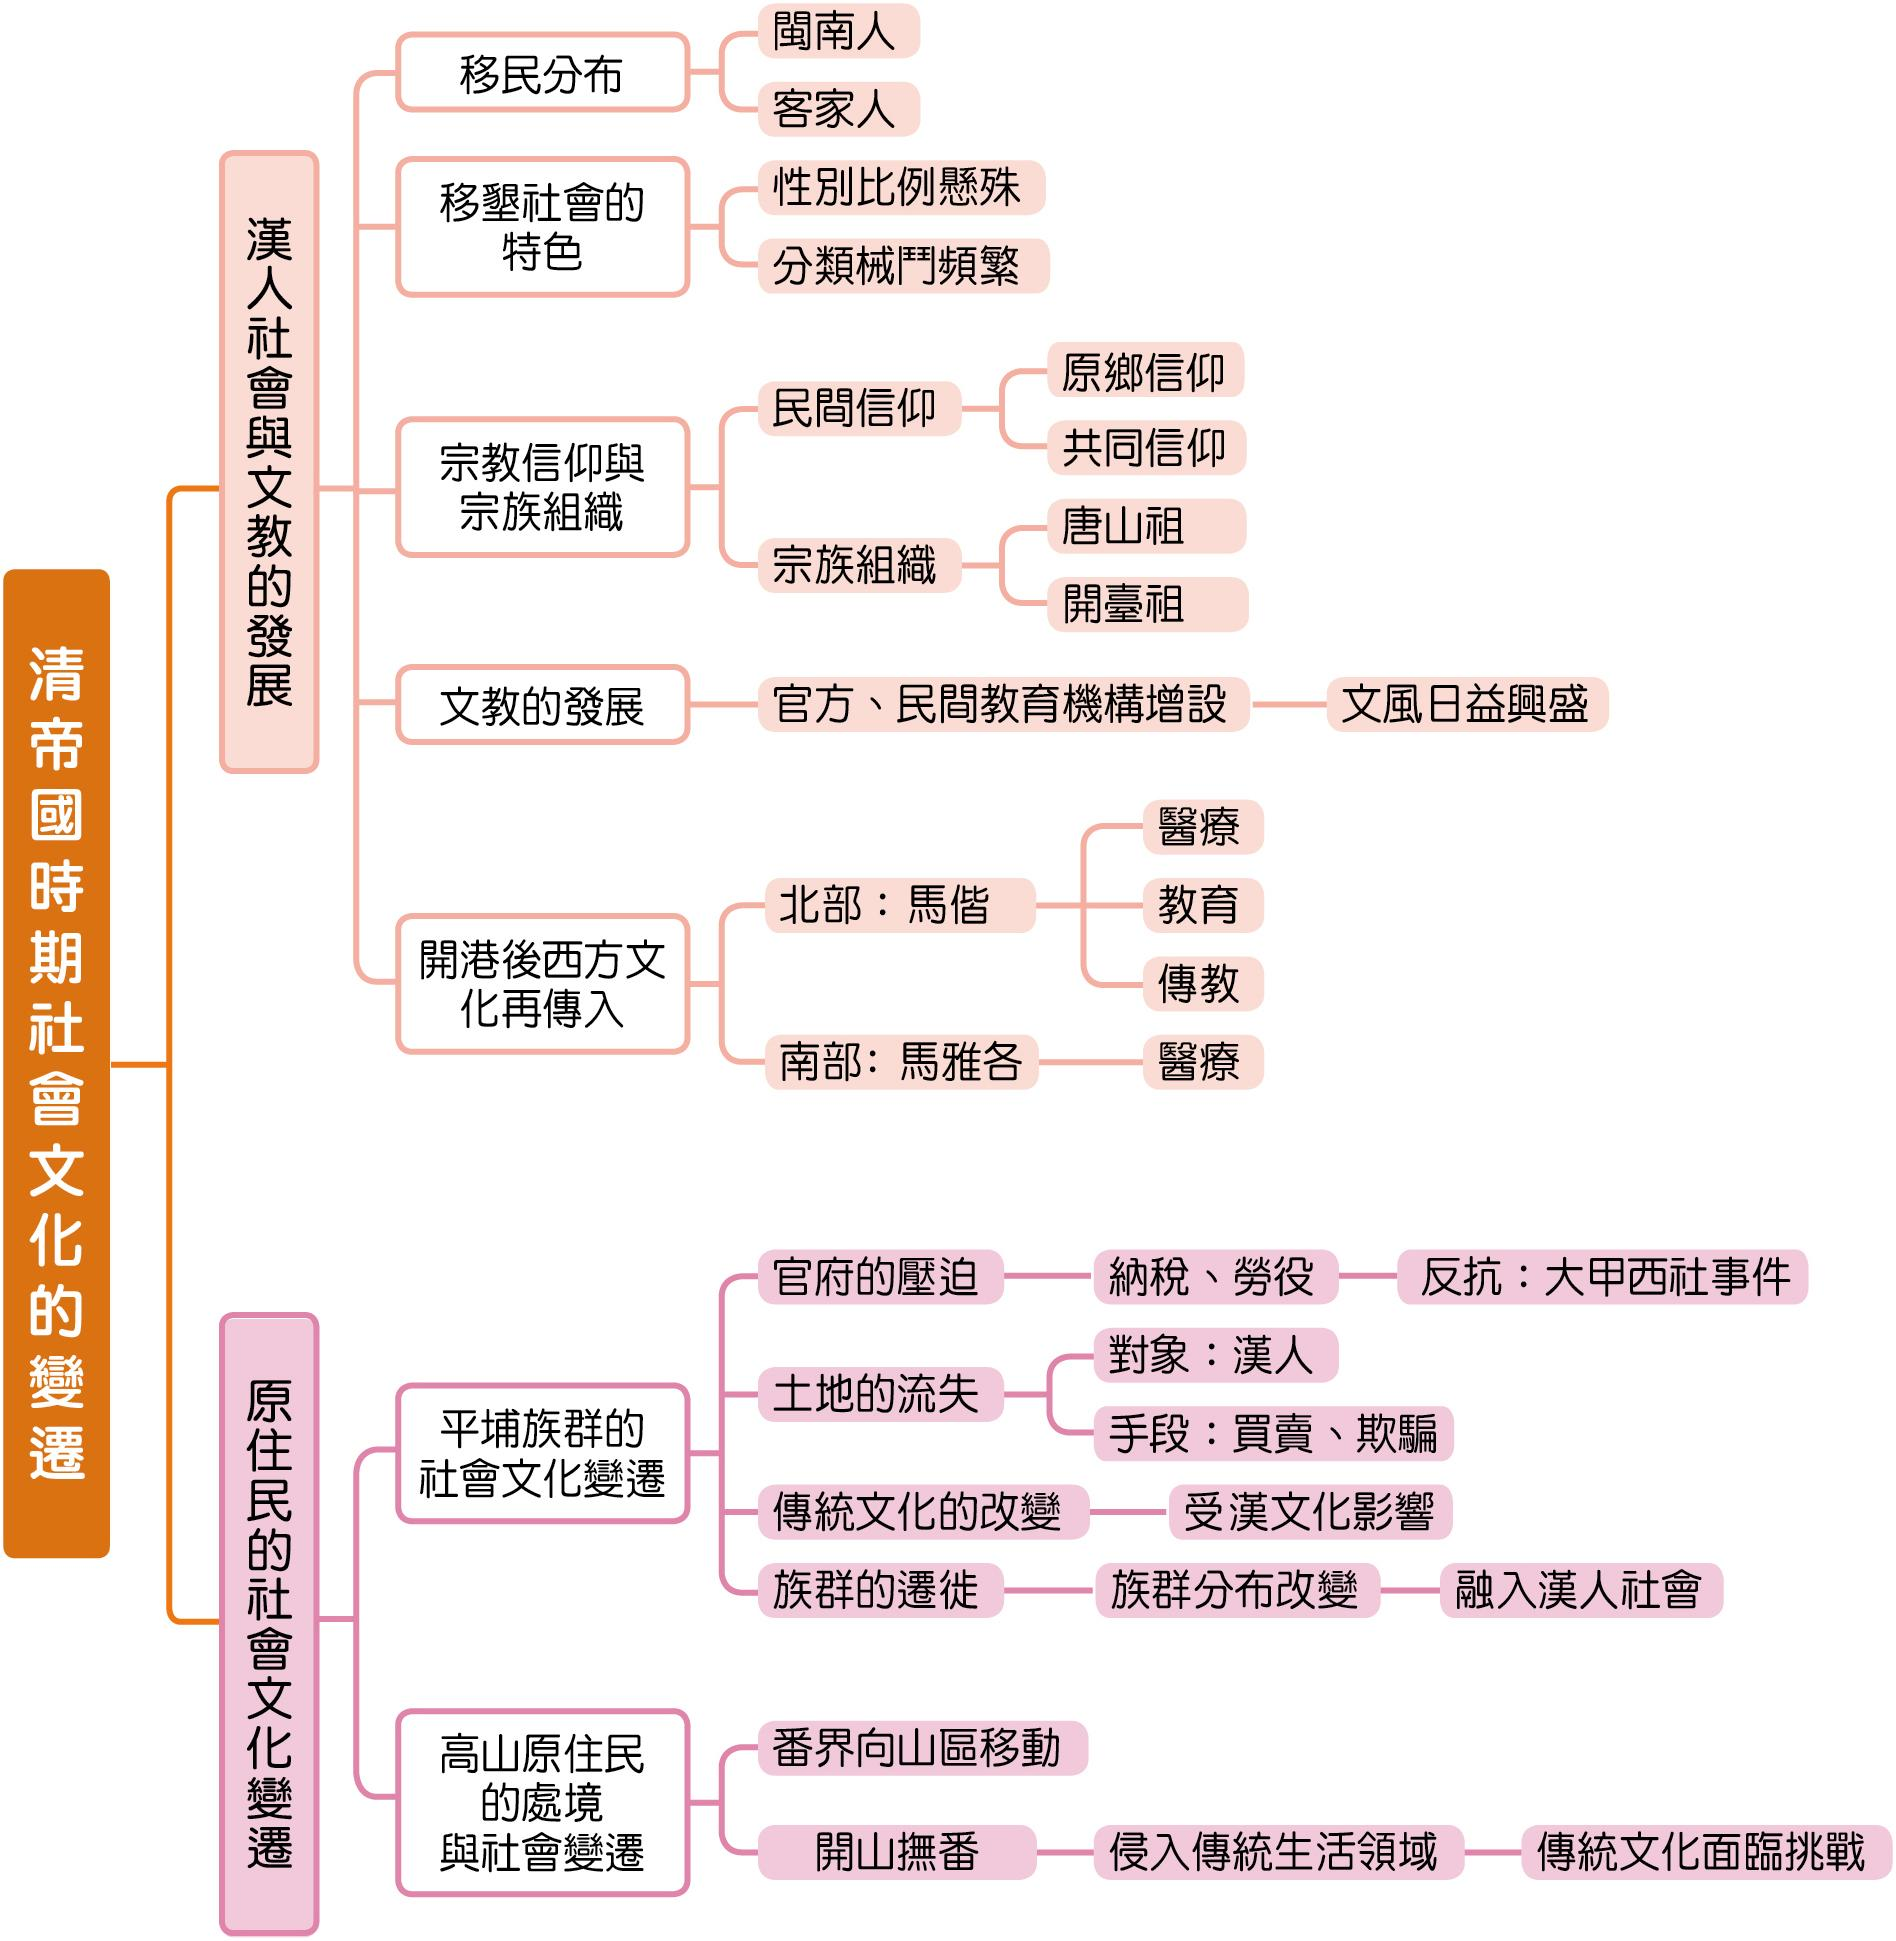 清帝國時期社會文化的變遷
漢人社會與文教的發展
移民分布
閩南人
客家人
移墾社會的
特色
性別比例懸殊
分類械鬥頻繁
宗教信仰與
宗族組織
民間信仰
原鄉信仰
共同信仰
宗族組織
唐山祖
開臺祖
文教的發展
官方、民間教育機構增設
文風日益興盛
開港後西方文
化再傳入
北部：馬偕
醫療
教育
傳教
南部：馬雅各
醫療
原住民的社會文化變遷
平埔族群的
社會文化變遷
官府的壓迫
納稅、勞役
反抗：大甲西社事件
土地的流失
對象：漢人
手段：買賣、欺騙
傳統文化的改變
受漢文化影響
族群的遷徙
族群分布改變
融入漢人社會
高山原住民
的處境
與社會變遷
番界向山區移動
開山撫番
侵入傳統生活領域
傳統文化面臨挑戰